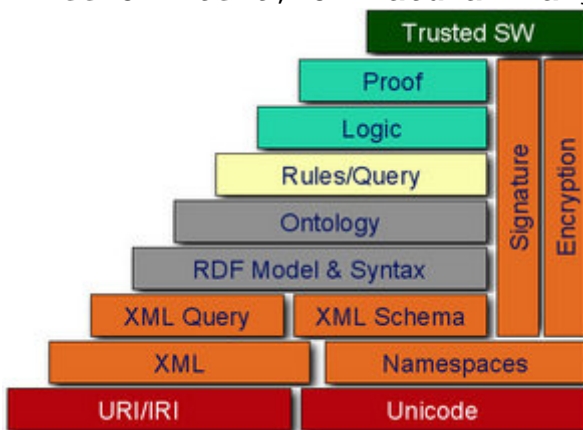 Trusted SW
Proof
Logic
Rules/Query
Ontology
RDF Model & Syntax
XML Query
XML Schema
Signature
Encryption
XML
Namespaces
URI/IRI
Unicode